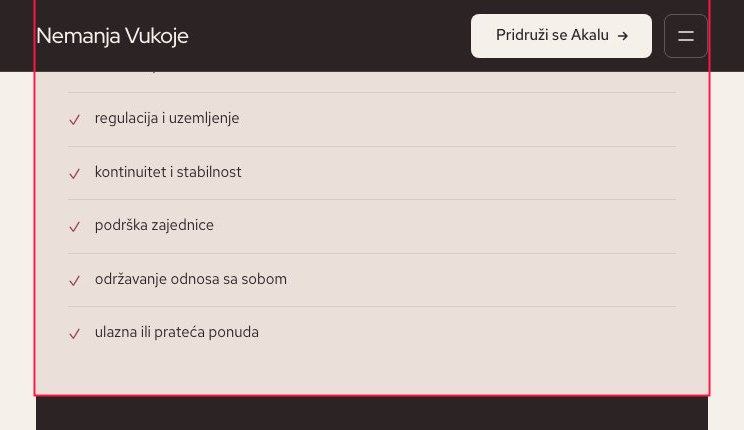 Nemanja Vukoje
Pridruži se Akalu →
regulacija i uzemljenje
kontinuitet i stabilnost
podrška zajednice
održavanje odnosa sa sobom
ulazna ili prateća ponuda